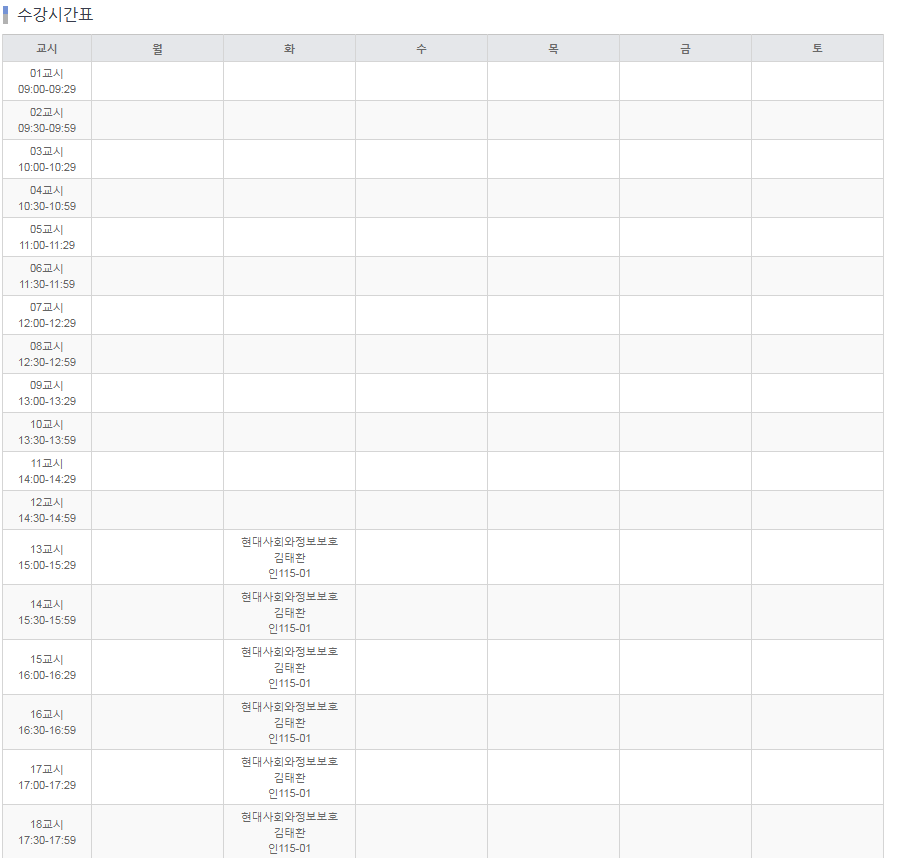 수강시간표
교시 월 화 수 목 금 토
01교시
09:00-09:29
02교시
09:30-09:59
03교시
10:00-10:29
04교시
10:30-10:59
05교시
11:00-11:29
06교시
11:30-11:59
07교시
12:00-12:29
08교시
12:30-12:59
09교시
13:00-13:29
10교시
13:30-13:59
11교시
14:00-14:29
12교시
14:30-14:59
13교시
15:00-15:29
현대사회와정보보호
김태환
인115-01
14교시
15:30-15:59
현대사회와정보보호
김태환
인115-01
15교시
16:00-16:29
현대사회와정보보호
김태환
인115-01
16교시
16:30-16:59
현대사회와정보보호
김태환
인115-01
17교시
17:00-17:29
현대사회와정보보호
김태환
인115-01
18교시
17:30-17:59
현대사회와정보보호
김태환
인115-01